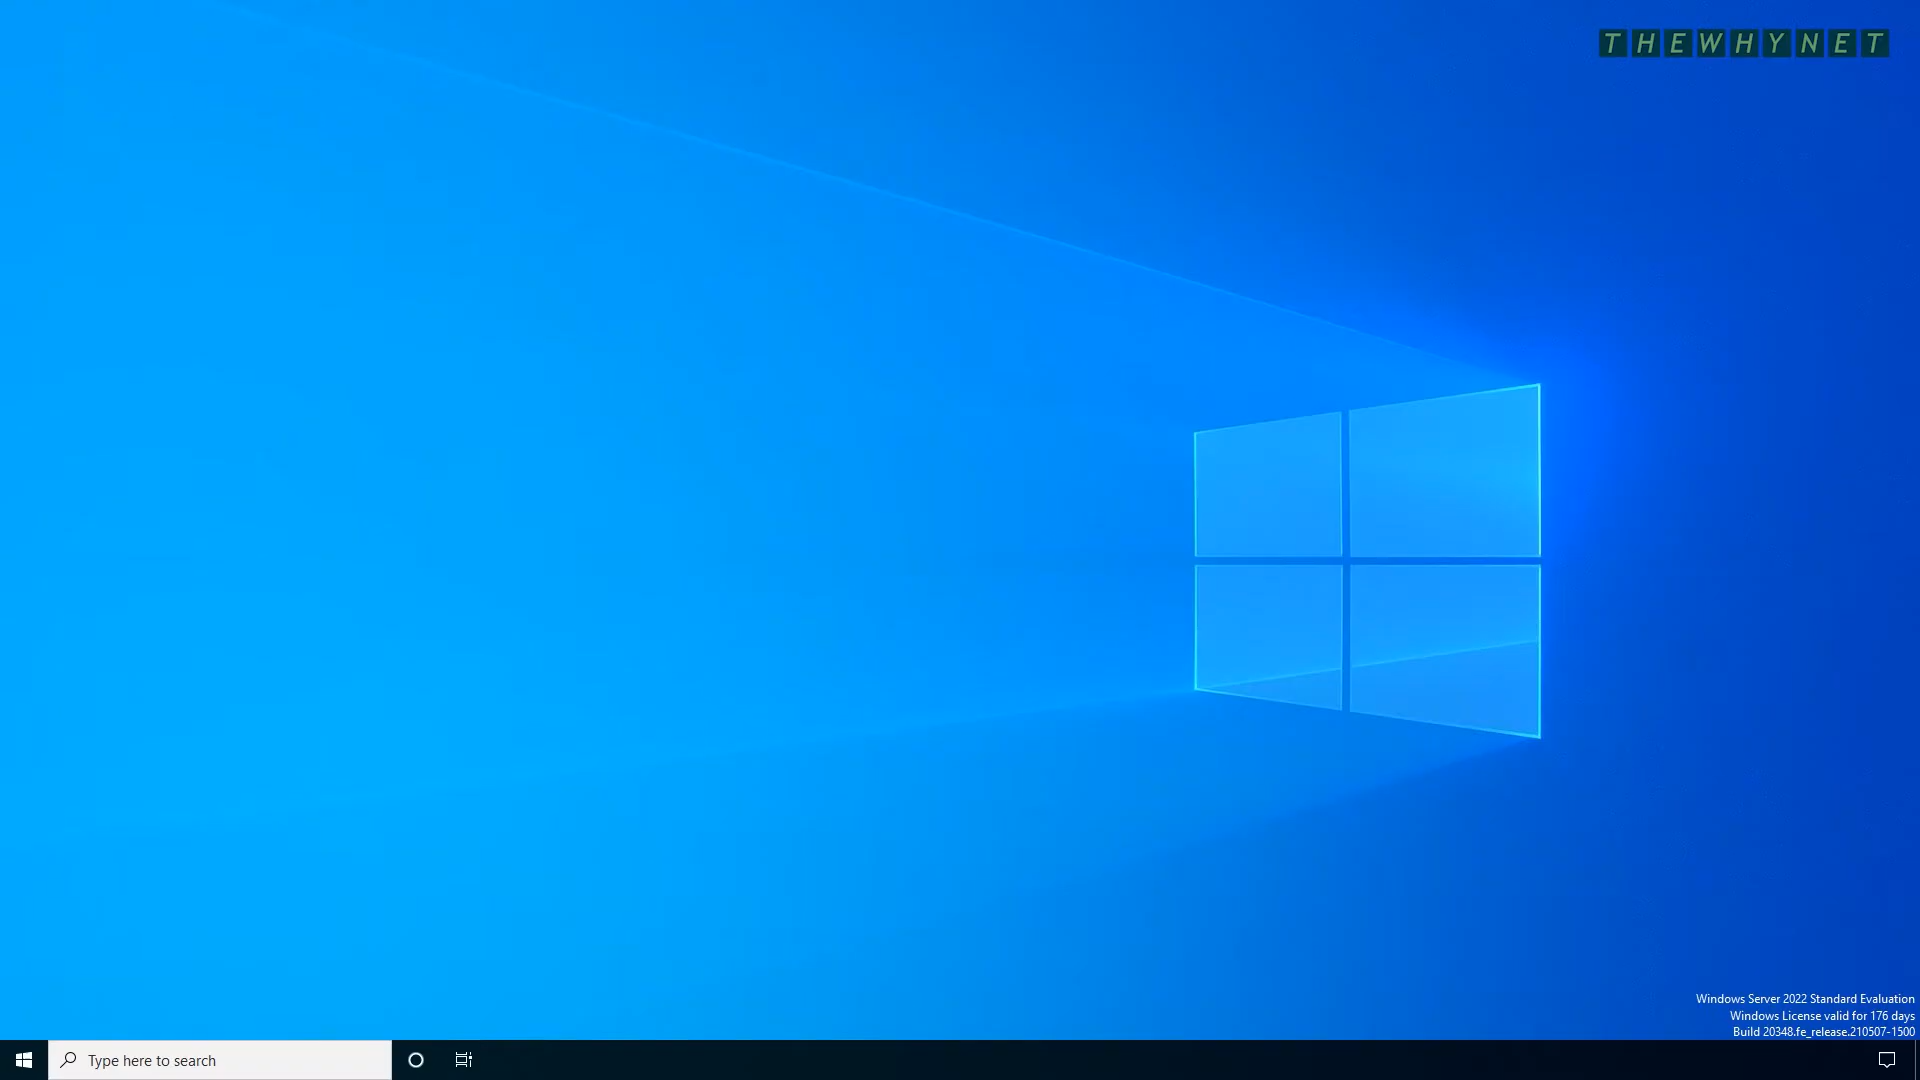 THEWHYNET
Windows Server 2022 Standard Evaluation
Windows License valid for 176 days
Build 20348.fe_release.210507-1500
Type here to search